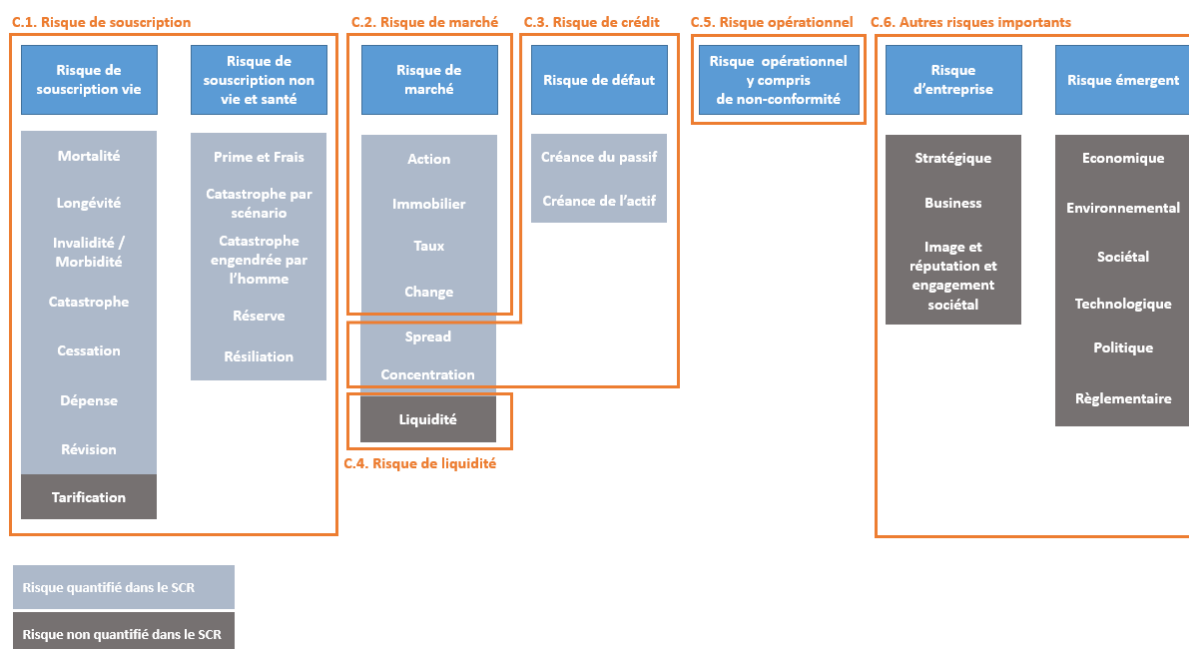 C.1. Risque de souscription
C.2. Risque de marché
C.3. Risque de crédit
C.5. Risque opérationnel
C.6. Autres risques importants
Risque de
souscription vie
Risque de
souscription non
vie et santé
Risque de
marché
Risque de défaut
Risque opérationnel
y compris
de non-conformité
Risque
d'entreprise
Risque émergent
Mortalité
Longévité
Invalidité /
Morbidité
Catastrophe
Cessation
Dépense
Révision
Tarification
Prime et Frais
Catastrophe par
scénario
Catastrophe
engendrée par
l'homme
Réserve
Résiliation
Action
Immobilier
Taux
Change
Spread
Concentration
Liquidité
C.4. Risque de liquidité
Créance du passif
Créance de l'actif
Stratégique
Business
Image et
réputation et
engagement
sociétal
Economique
Environnemental
Sociétal
Technologique
Politique
Règlementaire
Risque quantifié dans le SCR
Risque non quantifié dans le SCR